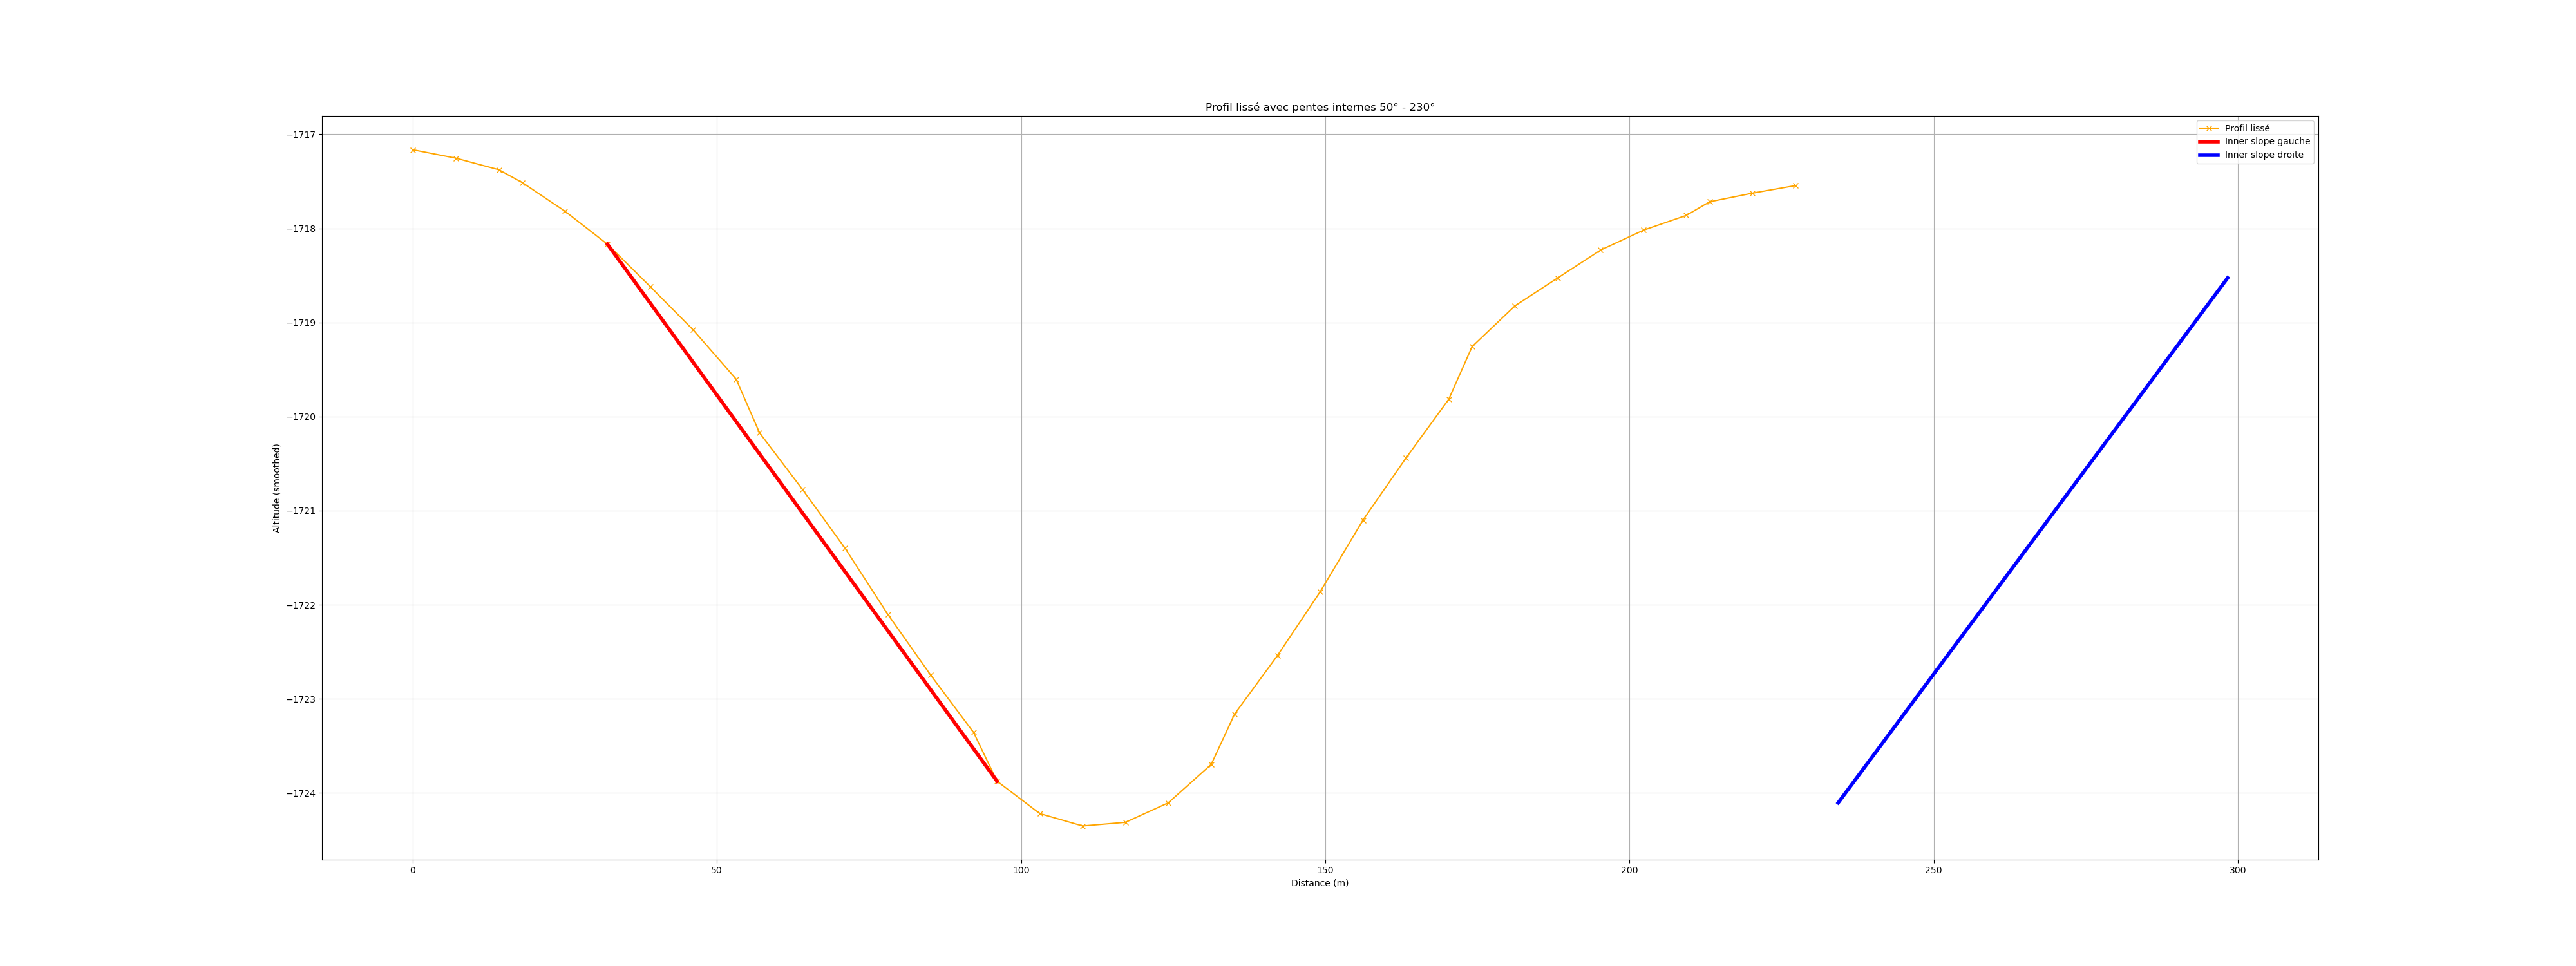 Profil lissé avec pentes internes 50° - 230°
Profil lissé
Inner slope gauche
Inner slope droite
−1717
−1718
−1719
−1720
−1721
−1722
−1723
−1724
Altitude (smoothed)
0
50
100
150
200
250
300
Distance (m)